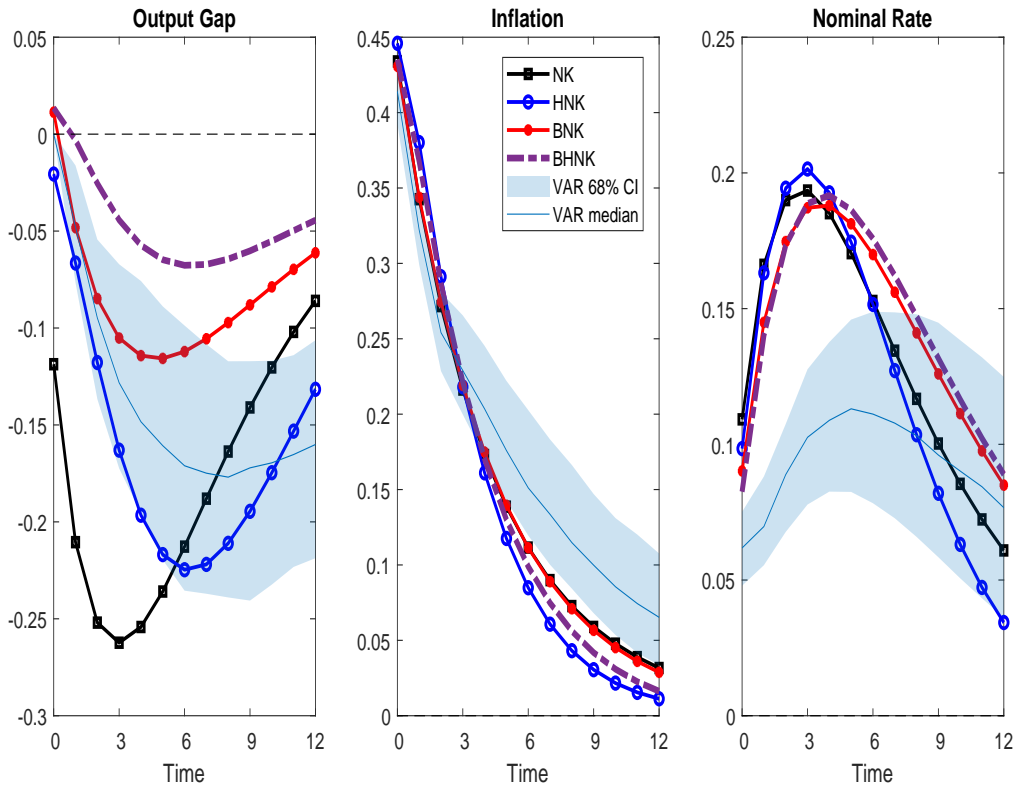 Output Gap
0.05
0
-0.05
-0.1
-0.15
-0.2
-0.25
-0.3
0 3 6 9 12
Time
Inflation
0.45
0.4
0.35
0.3
0.25
0.2
0.15
0.1
0.05
0
0 3 6 9 12
Time
NK
HNK
BNK
BHNK
VAR 68% CI
VAR median
Nominal Rate
0.25
0.2
0.15
0.1
0.05
0
0 3 6 9 12
Time